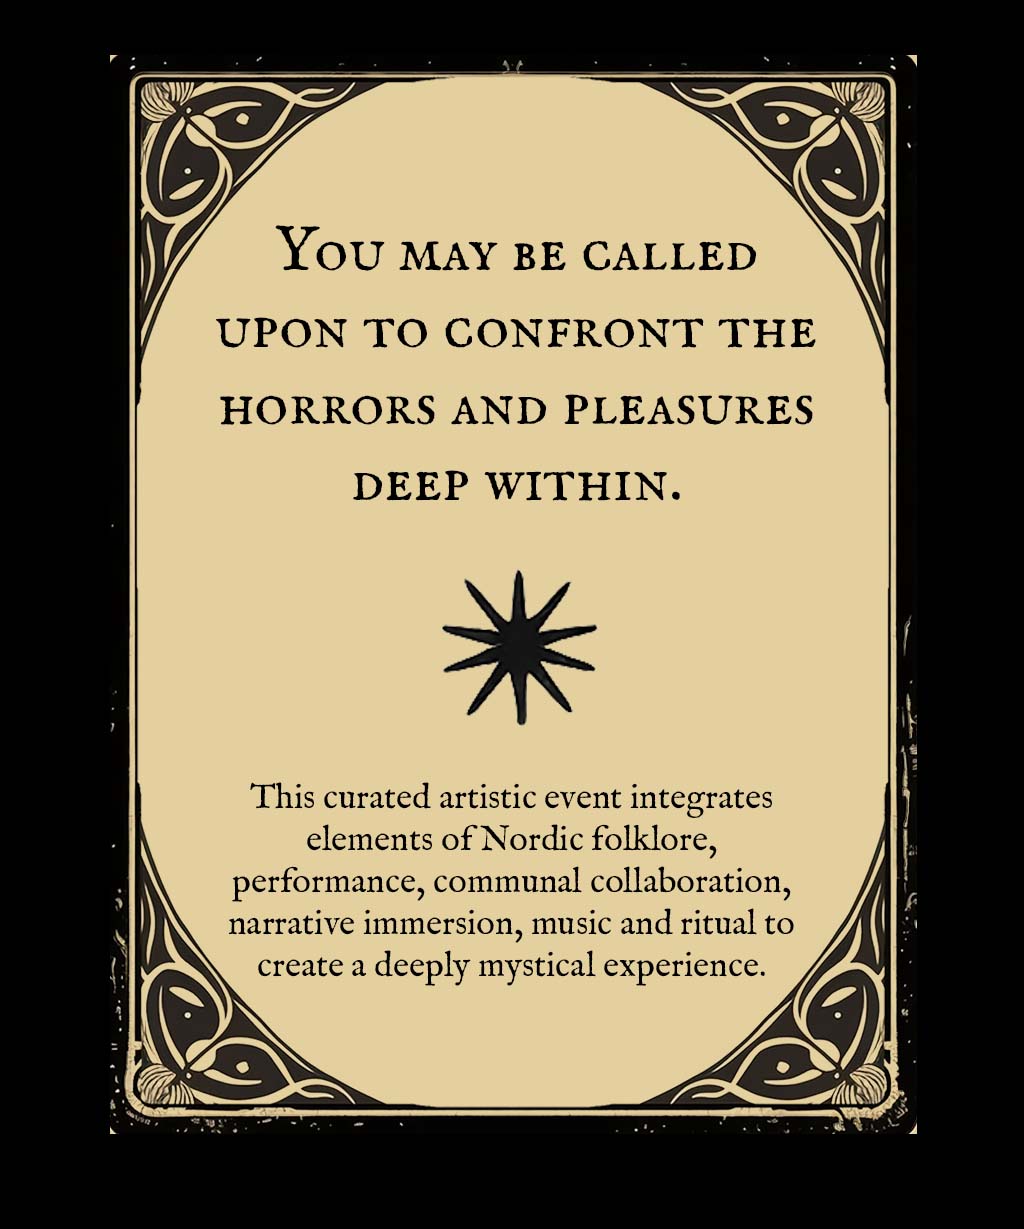 You may be called
upon to confront the
horrors and pleasures
deep within.
This curated artistic event integrates
elements of Nordic folklore,
performance, communal collaboration,
narrative immersion, music and ritual to
create a deeply mystical experience.